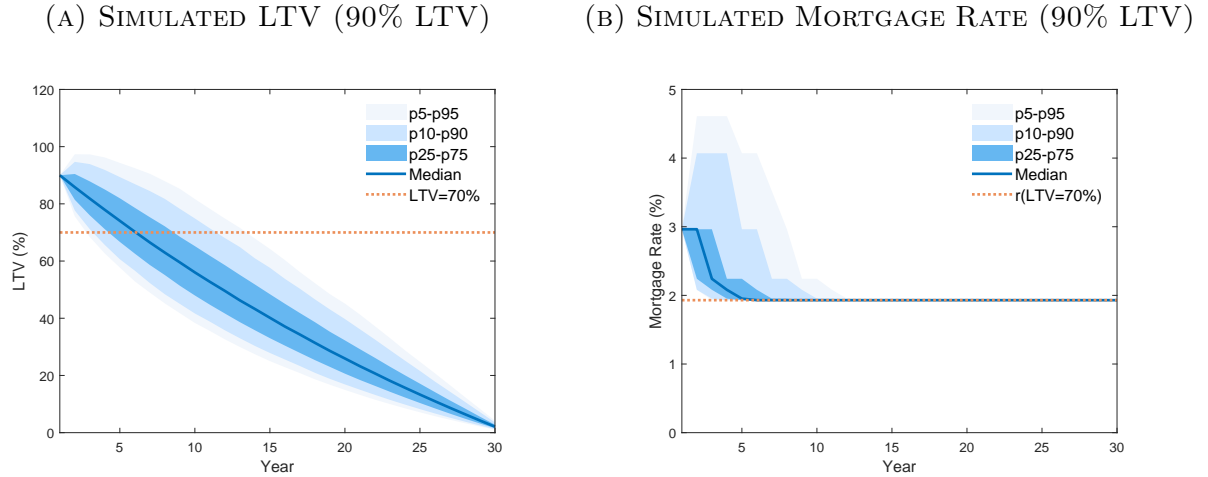 (A) SIMULATED LTV (90% LTV)
120
100
80
60
40
20
0
LTV (%)
5
10
15
20
25
30
Year
p5-p95
p10-p90
p25-p75
Median
LTV=70%
(B) SIMULATED MORTGAGE RATE (90% LTV)
5
4
3
2
1
0
Mortgage Rate (%)
5
10
15
20
25
30
Year
p5-p95
p10-p90
p25-p75
Median
r(LTV=70%)